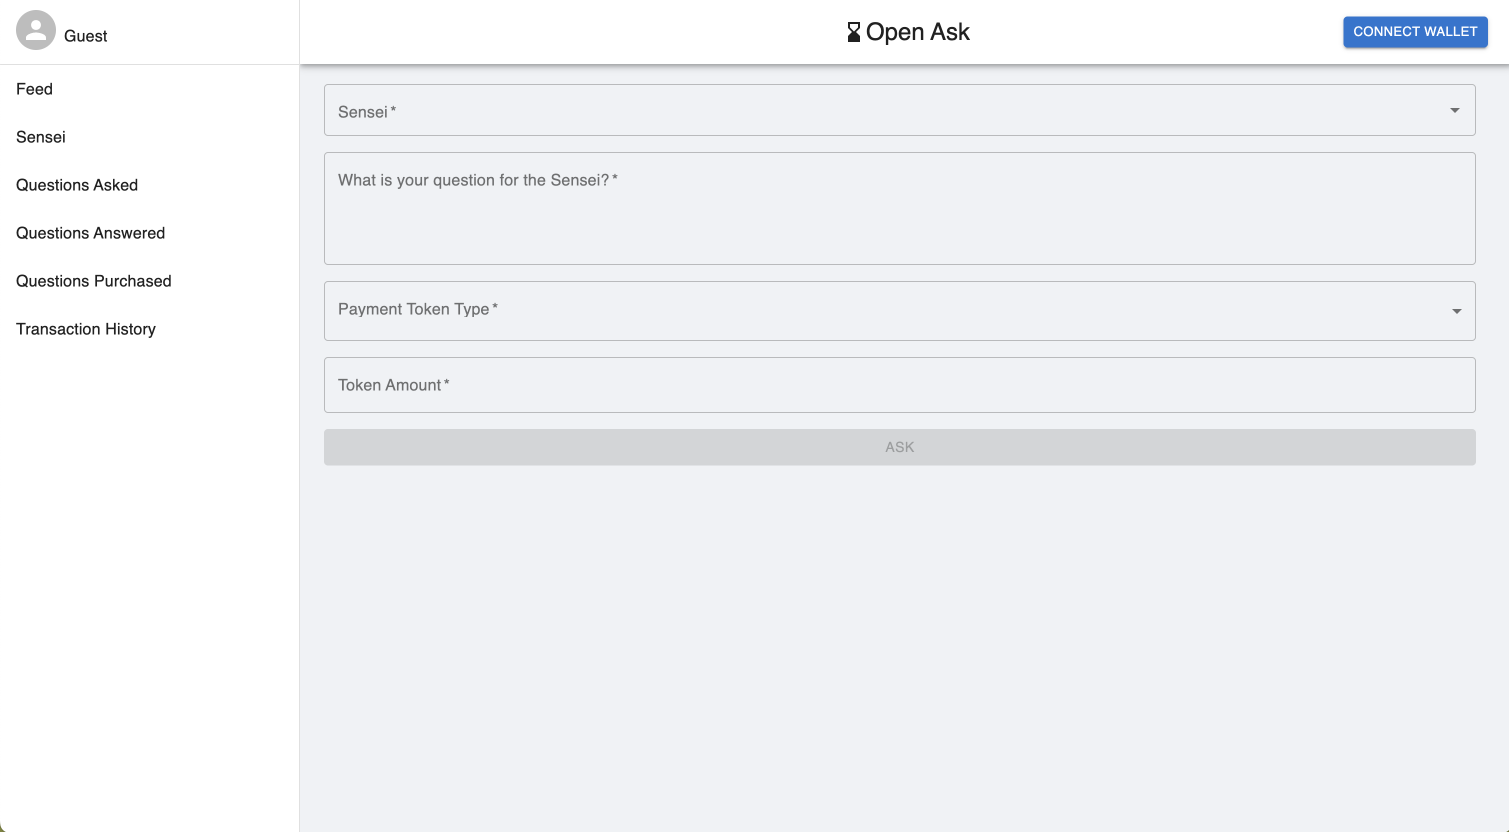 Guest
Open Ask
CONNECT WALLET
Feed
Sensei
Questions Asked
Questions Answered
Questions Purchased
Transaction History
Sensei *
What is your question for the Sensei? *
Payment Token Type *
Token Amount *
ASK